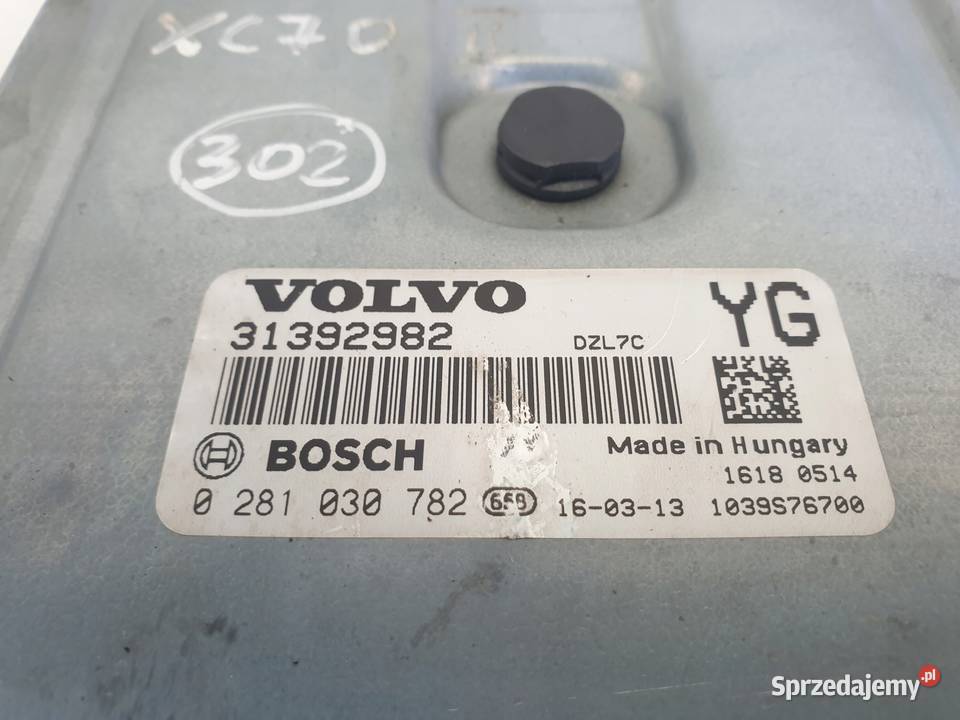 XC70
302
VOLVO
YG
31392982
DZL7C
BOSCH
Made in Hungary
1618 0514
0 281 030 782
16-03-13 1039S76700
Sprzedajemy.pl